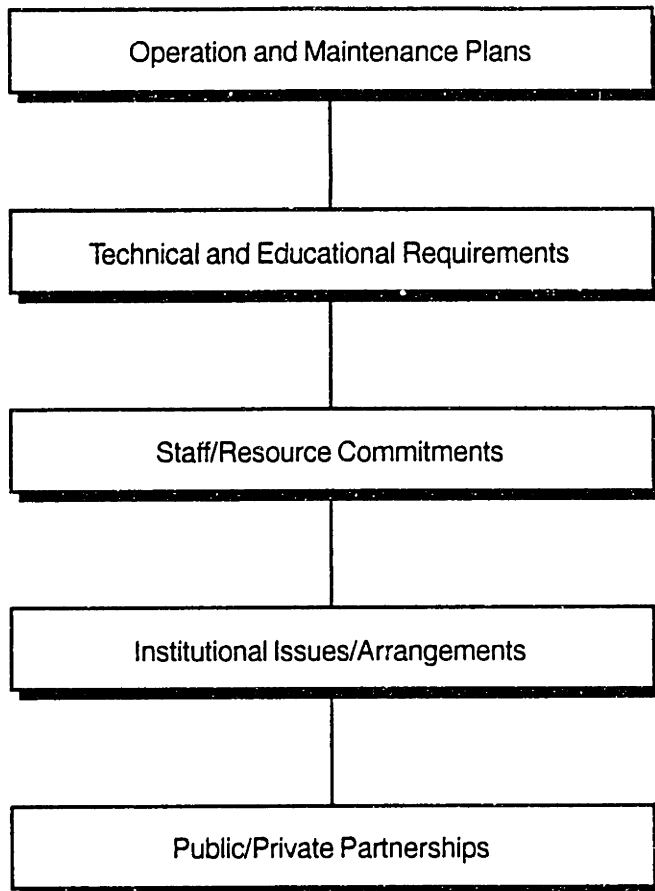 Operation and Maintenance Plans
Technical and Educational Requirements
Staff/Resource Commitments
Institutional Issues/Arrangements
Public/Private Partnerships